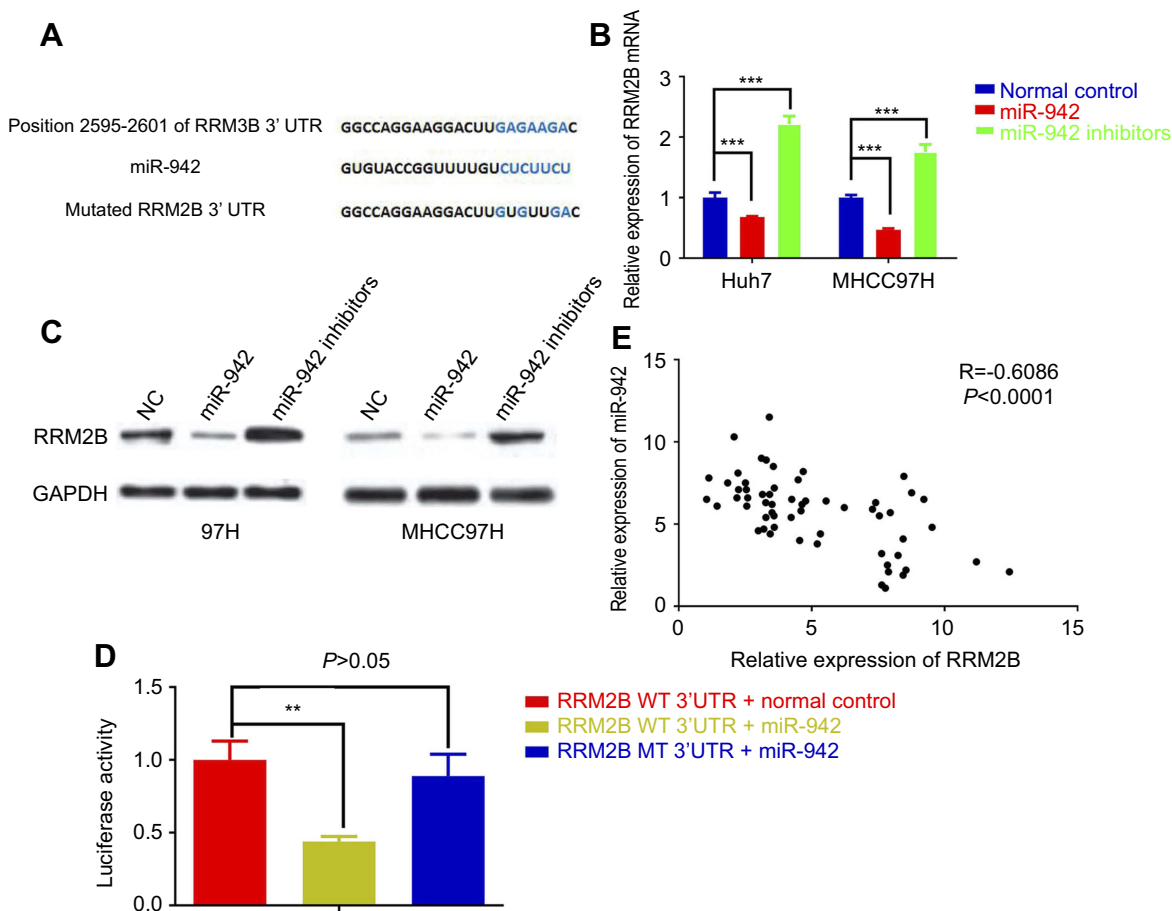 A
Position 2595-2601 of RRM3B 3' UTR GGCCAGGAAGGACUUGAGAAGAC
miR-942 GUGUACCGGUUUUGUCUCUUCU
Mutated RRM2B 3' UTR GGCCAGGAAGGACUUGUGUUGAC
B
Relative expression of RRM2B mRNA
3
2
1
0
***
***
***
***
Huh7 MHCC97H
Normal control
miR-942
miR-942 inhibitors
C
NC miR-942 miR-942 inhibitors NC miR-942 miR-942 inhibitors
RRM2B
GAPDH
97H MHCC97H
E
Relative expression of miR-942
15
10
5
0
R=-0.6086
P<0.0001
0 5 10 15
Relative expression of RRM2B
D
P>0.05
**
Luciferase activity
1.5
1.0
0.5
0.0
RRM2B WT 3'UTR + normal control
RRM2B WT 3'UTR + miR-942
RRM2B MT 3'UTR + miR-942